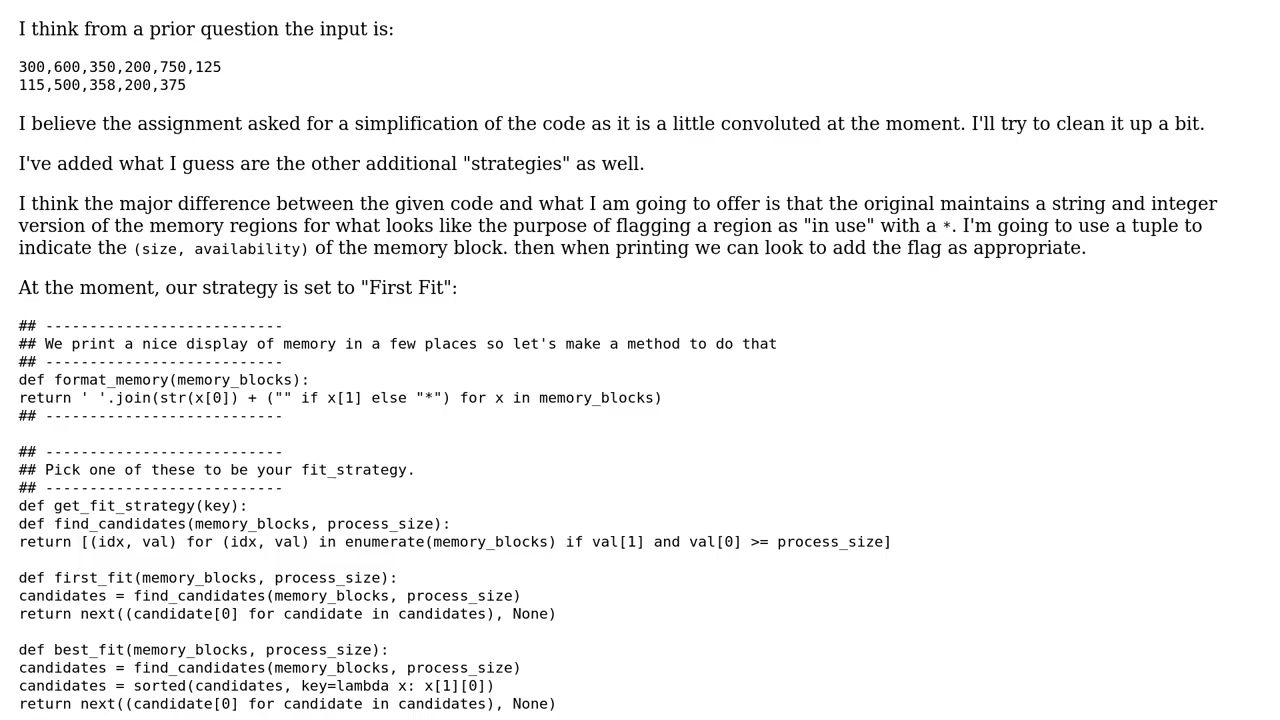 I think from a prior question the input is:
300,600,350,200,750,125
115,500,358,200,375
I believe the assignment asked for a simplification of the code as it is a little convoluted at the moment. I'll try to clean it up a bit.
I've added what I guess are the other additional "strategies" as well.
I think the major difference between the given code and what I am going to offer is that the original maintains a string and integer
version of the memory regions for what looks like the purpose of flagging a region as "in use" with a *. I'm going to use a tuple to
indicate the (size, availability) of the memory block. then when printing we can look to add the flag as appropriate.
At the moment, our strategy is set to "First Fit":
## ---------------------------
## We print a nice display of memory in a few places so let's make a method to do that
## ---------------------------
def format_memory(memory_blocks):
return ' '.join(str(x[0]) + ("" if x[1] else "*") for x in memory_blocks)
## ---------------------------
## ---------------------------
## Pick one of these to be your fit_strategy.
## ---------------------------
def get_fit_strategy(key):
def find_candidates(memory_blocks, process_size):
return [(idx, val) for (idx, val) in enumerate(memory_blocks) if val[1] and val[0] >= process_size]
def first_fit(memory_blocks, process_size):
candidates = find_candidates(memory_blocks, process_size)
return next((candidate[0] for candidate in candidates), None)
def best_fit(memory_blocks, process_size):
candidates = find_candidates(memory_blocks, process_size)
candidates = sorted(candidates, key=lambda x: x[1][0])
return next((candidate[0] for candidate in candidates), None)